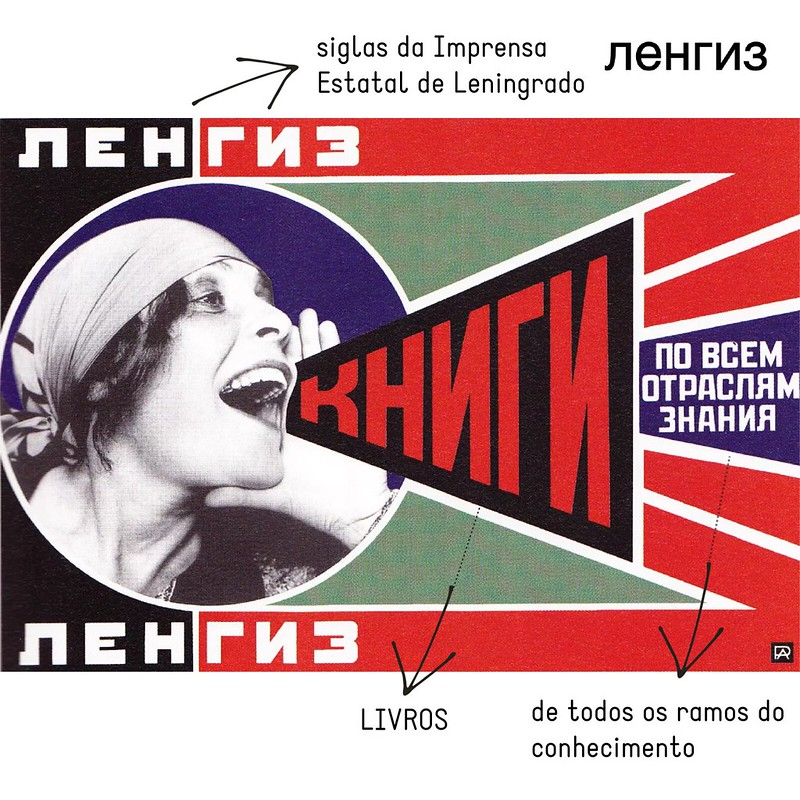 siglas da Imprensa
Estatal de Leningrado
ленгиз
ЛЕНГИЗ
КНИГИ
ПО ВСЕМ
ОТРАСЛЯМ
ЗНАНИЯ
ЛЕНГИЗ
LIVROS
de todos os ramos do
conhecimento